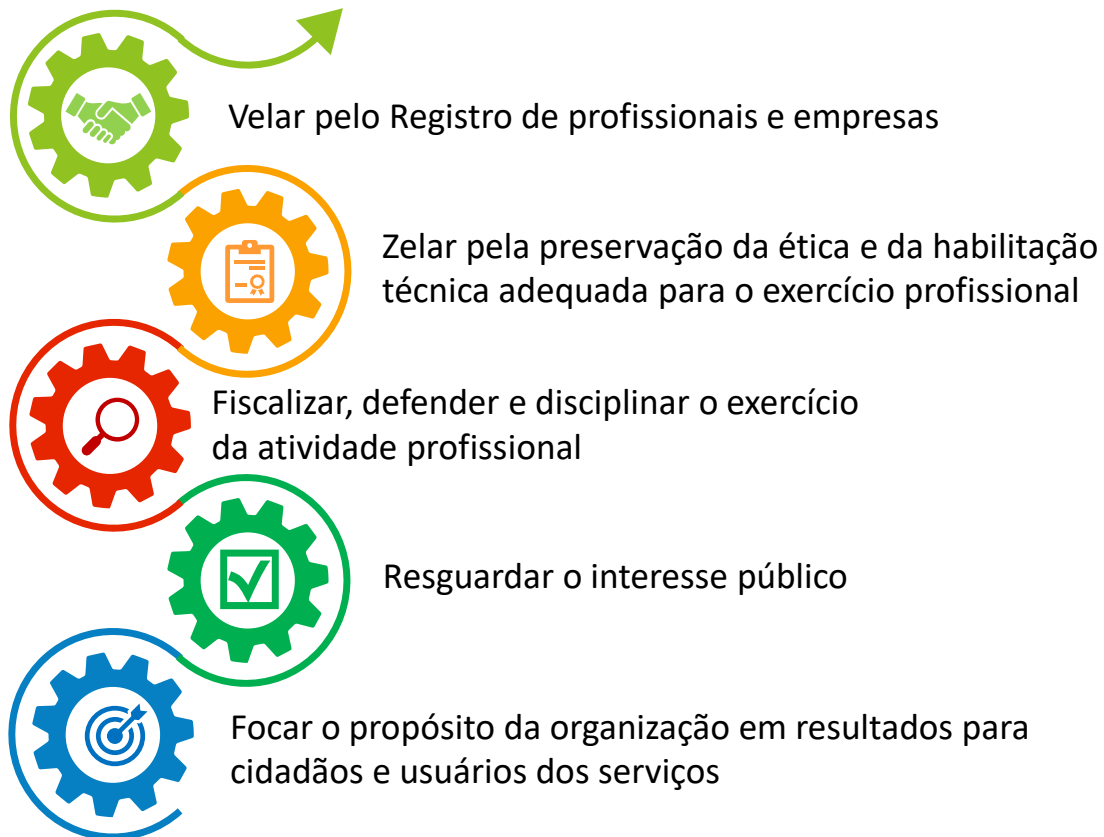 Velar pelo Registro de profissionais e empresas
Zelar pela preservação da ética e da habilitação
técnica adequada para o exercício profissional
Fiscalizar, defender e disciplinar o exercício
da atividade profissional
Resguardar o interesse público
Focar o propósito da organização em resultados para
cidadãos e usuários dos serviços